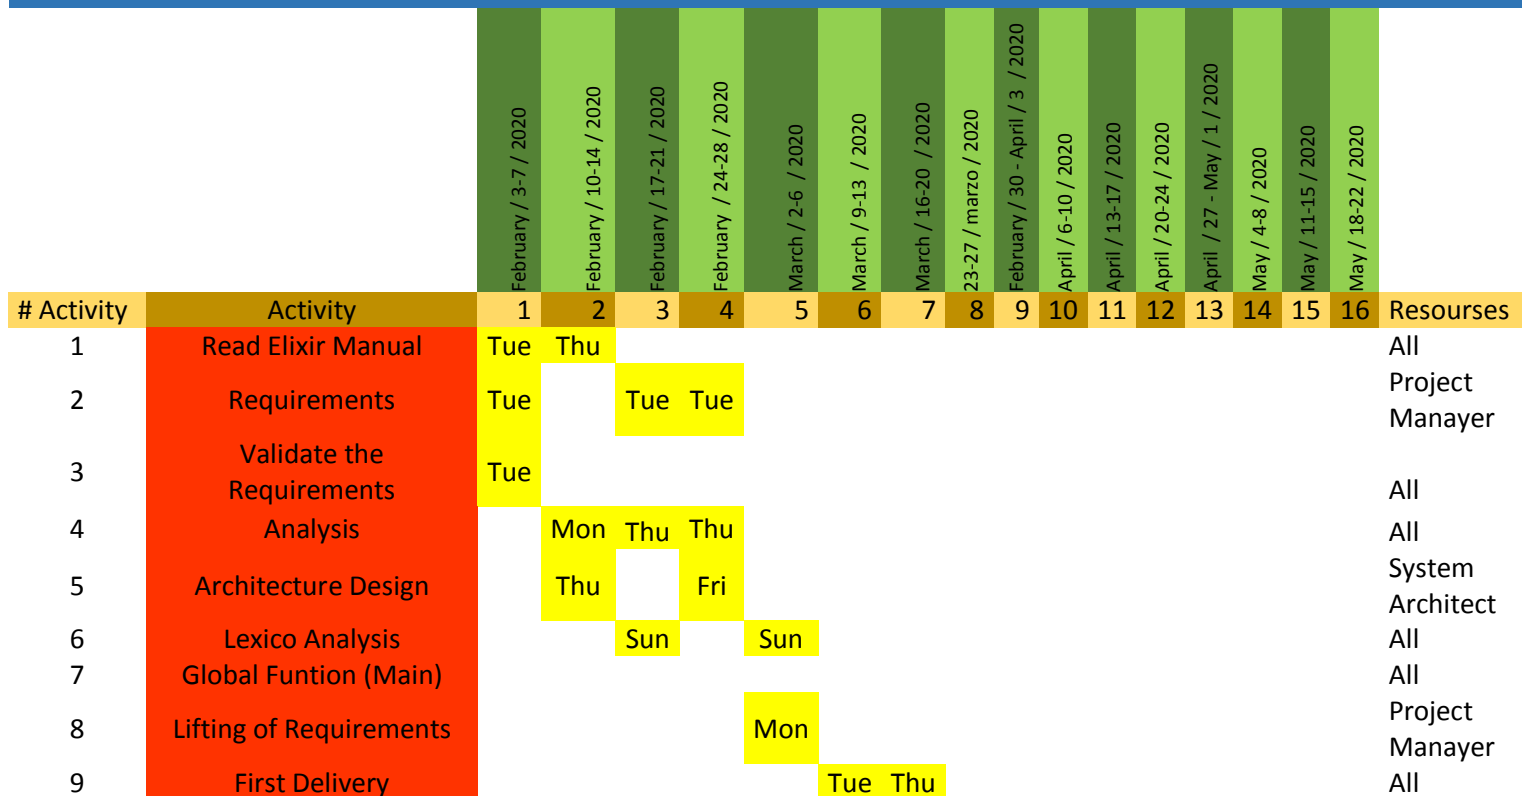 February / 3-7 / 2020
February / 10-14 / 2020
February / 17-21 / 2020
February / 24-28 / 2020
March / 2-6 / 2020
March / 9-13 / 2020
March / 16-20 / 2020
23-27 / marzo / 2020
February / 30 - April / 3 / 2020
April / 6-10 / 2020
April / 13-17 / 2020
April / 20-24 / 2020
April / 27 - May / 1 / 2020
May / 4-8 / 2020
May / 11-15 / 2020
May / 18-22 / 2020
# Activity Activity 1 2 3 4 5 6 7 8 9 10 11 12 13 14 15 16 Resourses
1 Read Elixir Manual Tue Thu All
2 Requirements Tue Tue Tue Project
Manayer
Validate the
3 Requirements Tue All
4 Analysis Mon Thu Thu All
5 Architecture Design Thu Fri System
Architect
6 Lexico Analysis Sun Sun All
7 Global Funtion (Main) All
8 Lifting of Requirements Mon Project
Manayer
9 First Delivery Tue Thu All